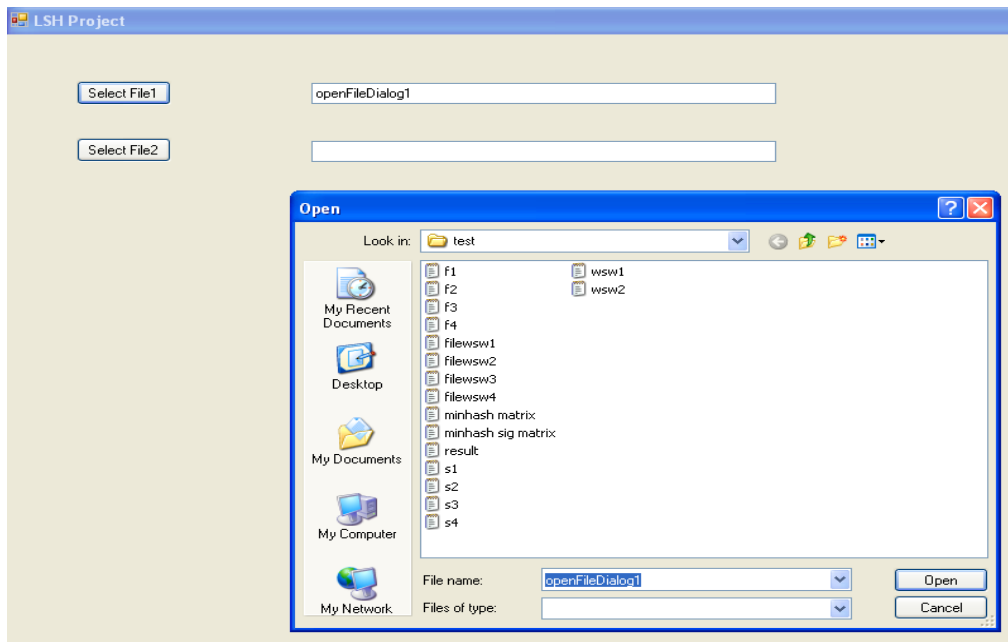 LSH Project
Select File1
openFileDialog1
Select File2
Open
Look in:
test
My Recent
Documents
Desktop
My Documents
My Computer
My Network
f1
f2
f3
f4
filewsw1
filewsw2
filewsw3
filewsw4
minhash matrix
minhash sig matrix
result
s1
s2
s3
s4
wsw1
wsw2
File name:
openFileDialog1
Open
Files of type:
Cancel